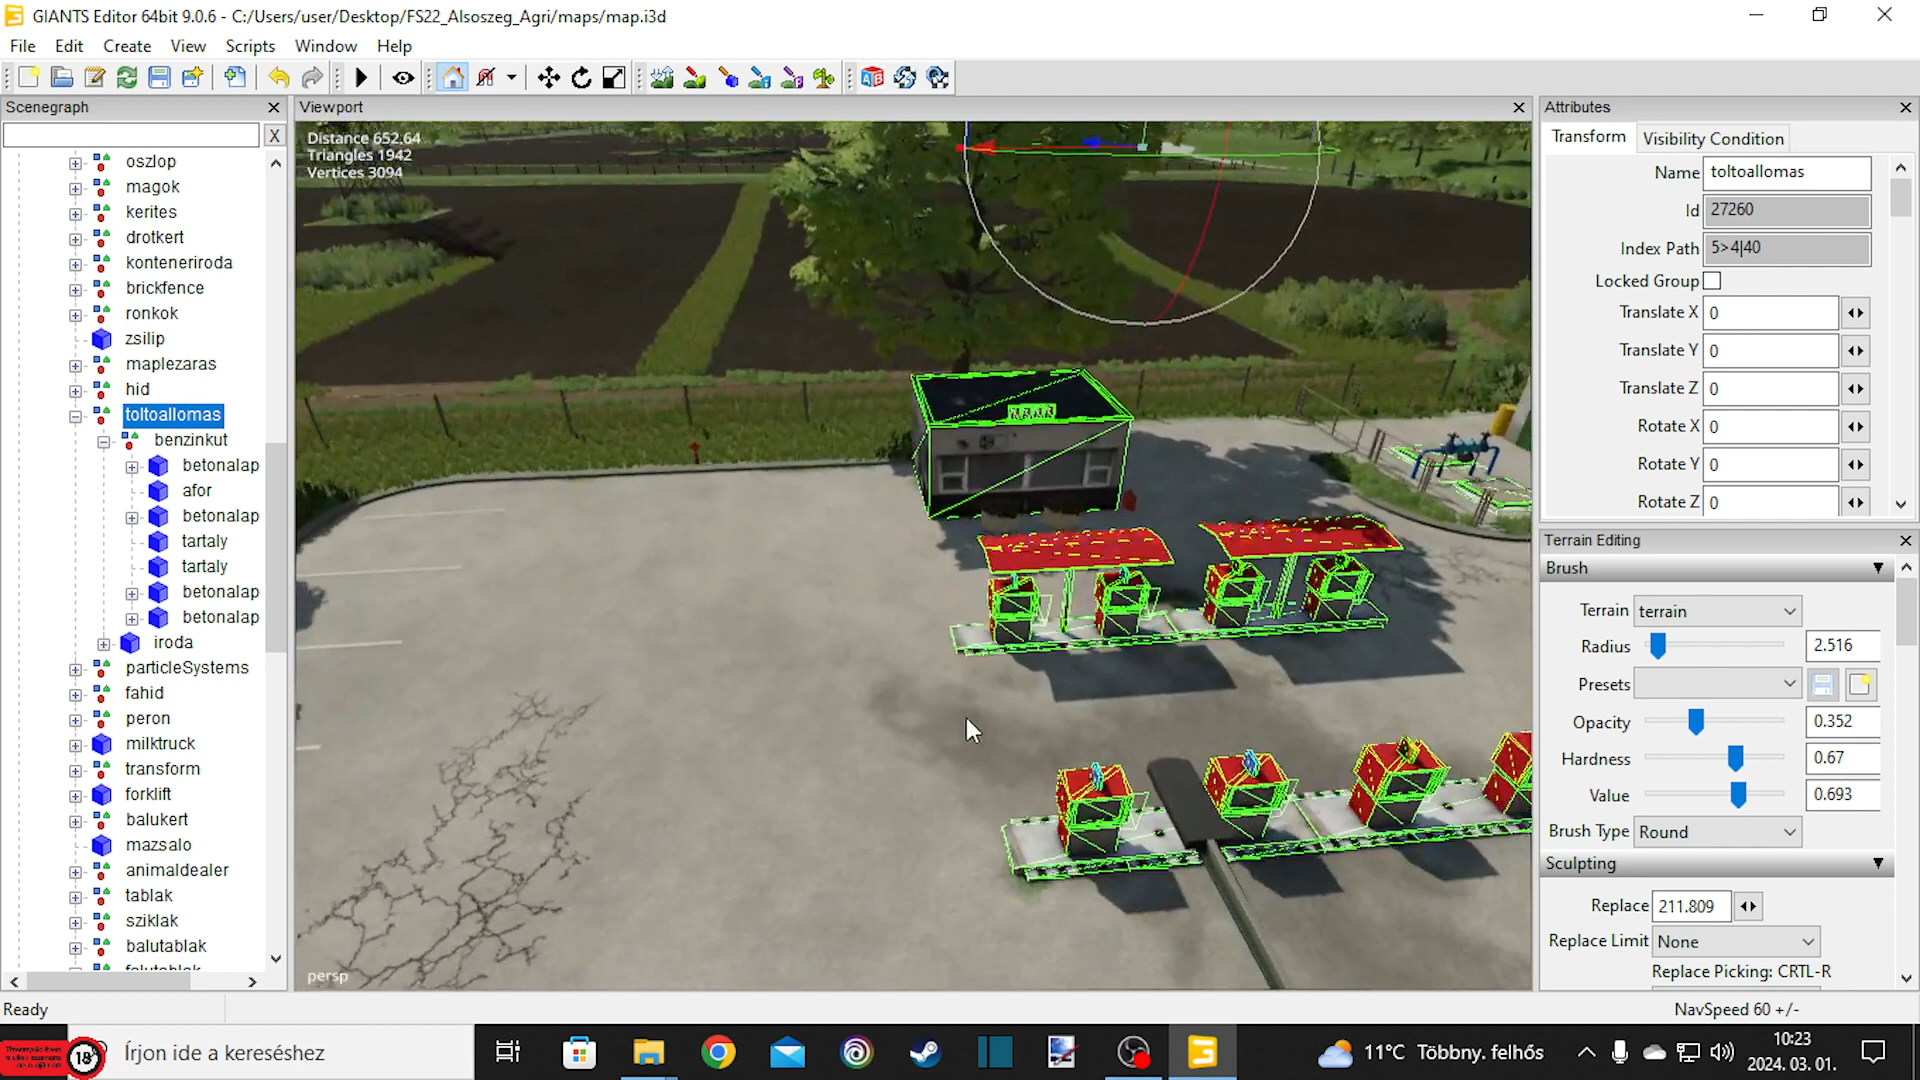 GIANTS Editor 64bit 9.0.6 - C:/Users/user/Desktop/FS22_Alsoszeg_Agri/maps/map.i3d
File Edit Create View Scripts Window Help
Scenegraph
X
oszlop
magok
kerites
drotkert
konteneriroda
brickfence
ronkok
zsilip
maplezaras
hid
toltoallomas
benzinkut
betonalap
afor
betonalap
tartaly
tartaly
betonalap
betonalap
iroda
particleSystems
fahid
peron
milktruck
transform
forklift
balukert
mazsalo
animaldealer
tablak
sziklak
balutablak
falutablak
Viewport
Distance 652.64
Triangles 1942
Vertices 3094
persp
Attributes
Transform Visibility Condition
Name toltoallomas
Id 27260
Index Path 5>4|40
Locked Group
Translate X 0
Translate Y 0
Translate Z 0
Rotate X 0
Rotate Y 0
Rotate Z 0
Terrain Editing
Brush
Terrain terrain
Radius 2.516
Presets
Opacity 0.352
Hardness 0.67
Value 0.693
Brush Type Round
Sculpting
Replace 211.809
Replace Limit None
Replace Picking: CRTL-R
Ready
NavSpeed 60 +/-
18
Írjon ide a kereséshez
11°C Többny. felhős
10:23
2024. 03. 01.